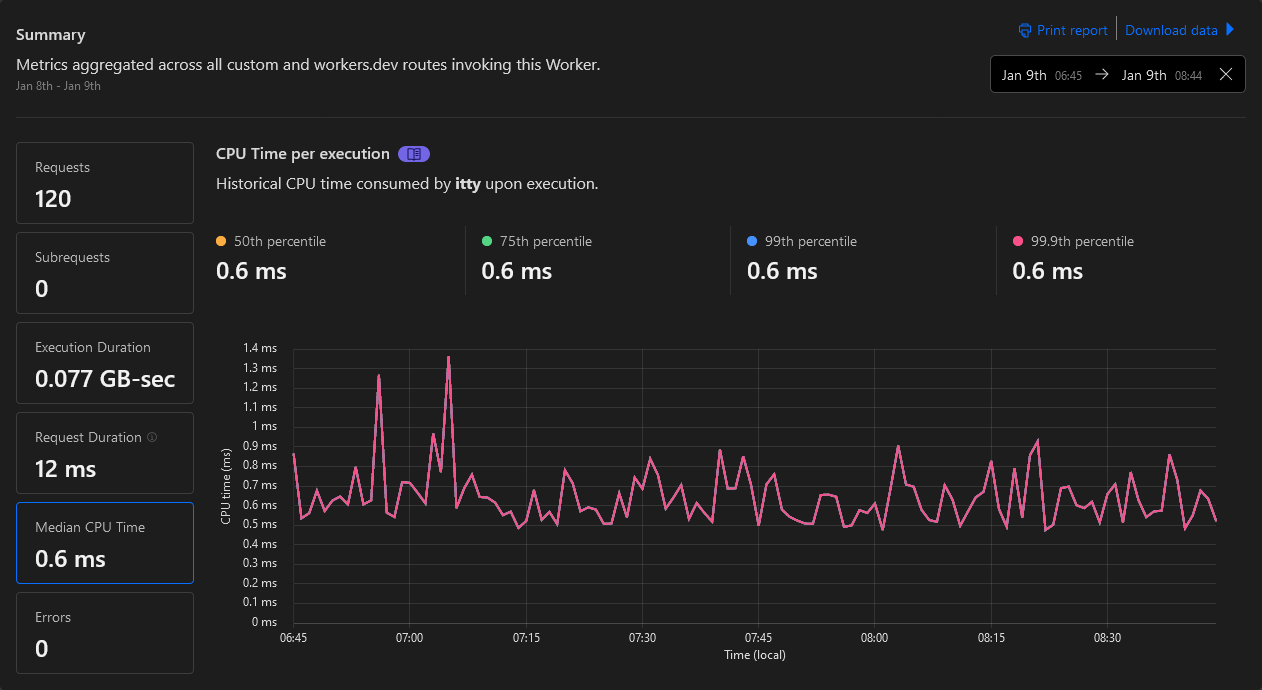 Summary
Print report
Download data
Metrics aggregated across all custom and workers.dev routes invoking this Worker.
Jan 8th - Jan 9th
Jan 9th 06:45 → Jan 9th 08:44
Requests
120
Subrequests
0
Execution Duration
0.077 GB-sec
Request Duration
12 ms
Median CPU Time
0.6 ms
Errors
0
CPU Time per execution
Historical CPU time consumed by itty upon execution.
50th percentile
0.6 ms
75th percentile
0.6 ms
99th percentile
0.6 ms
99.9th percentile
0.6 ms
CPU time (ms)
1.4 ms
1.3 ms
1.2 ms
1.1 ms
1 ms
0.9 ms
0.8 ms
0.7 ms
0.6 ms
0.5 ms
0.4 ms
0.3 ms
0.2 ms
0.1 ms
0 ms
06:45 07:00 07:15 07:30 07:45 08:00 08:15 08:30
Time (local)